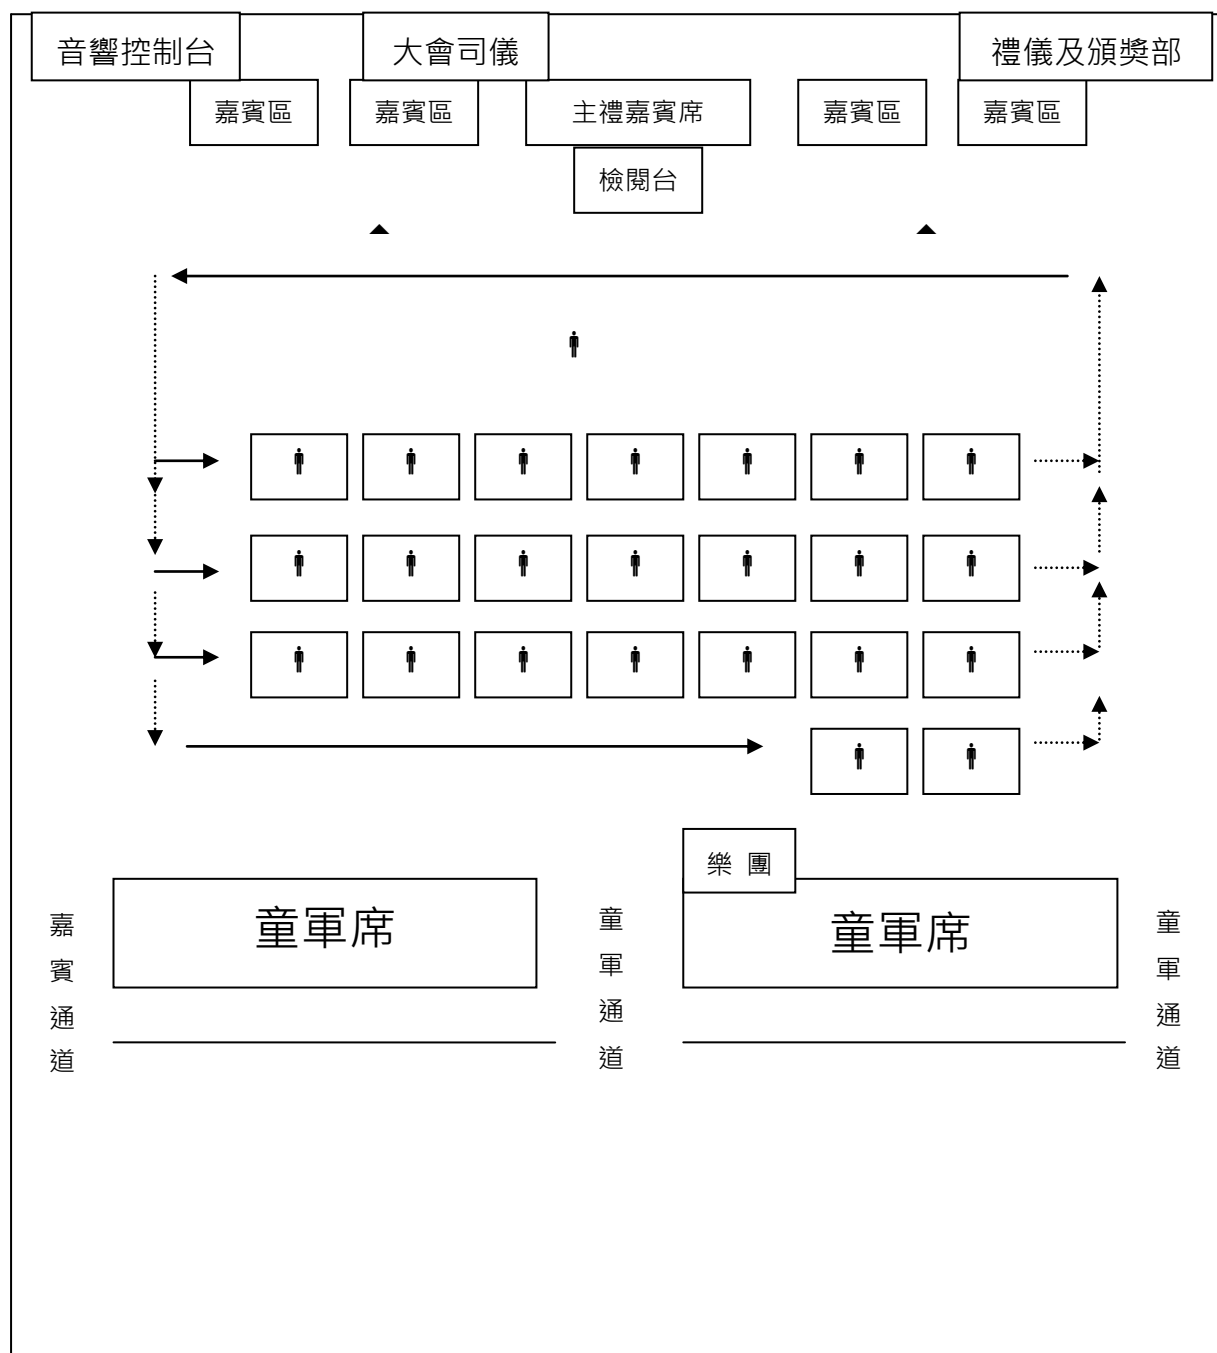 音響控制台
大會司儀
禮儀及頒獎部
嘉賓區
嘉賓區
主禮嘉賓席
嘉賓區
嘉賓區
檢閱台
樂 團
童軍席
童軍席
嘉賓通道
童軍通道
童軍通道